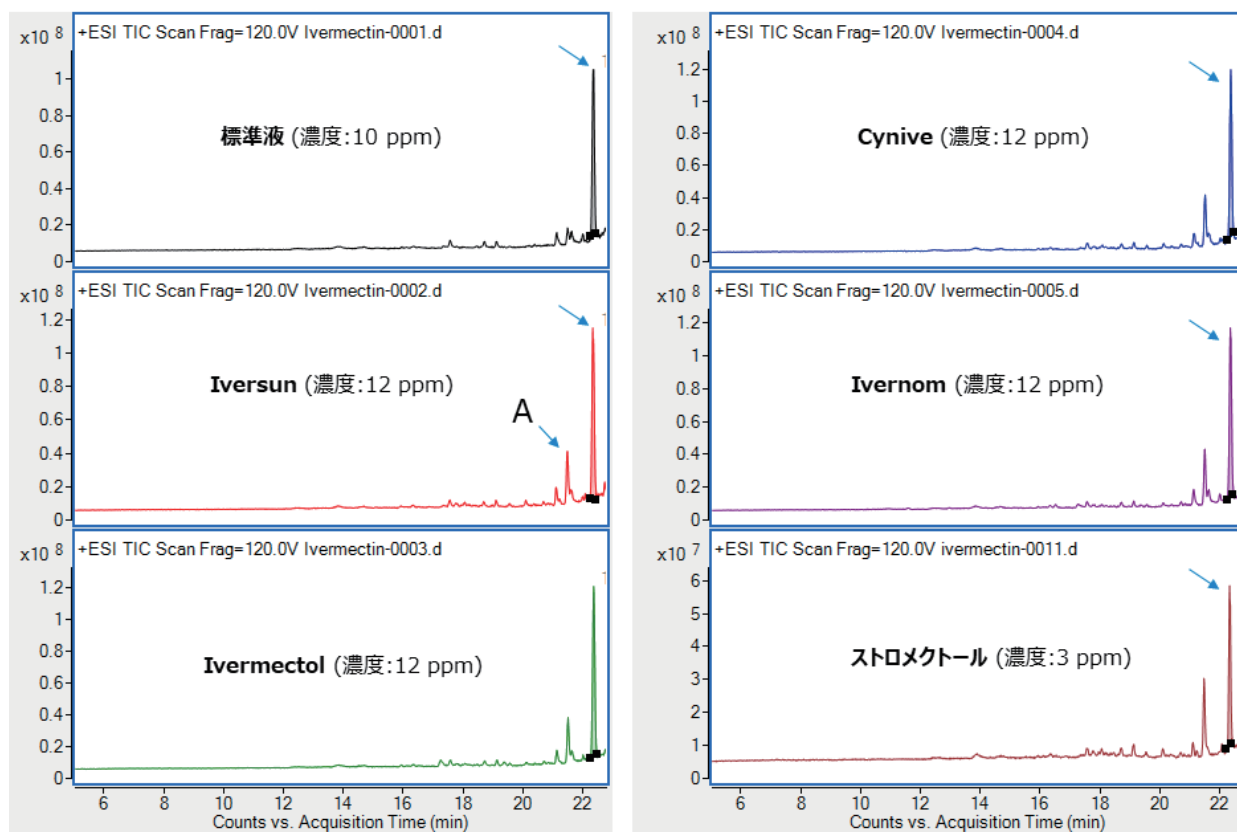 x10 8
+ESI TIC Scan Frag=120.0V Ivermectin-0001.d
1
0.8
0.6
0.4
0.2
0
標準液 (濃度:10 ppm)
x10 8
+ESI TIC Scan Frag=120.0V Ivermectin-0002.d
1.2
1
0.8
0.6
0.4
0.2
0
Iversun (濃度:12 ppm)
A
x10 8
+ESI TIC Scan Frag=120.0V Ivermectin-0003.d
1.2
1
0.8
0.6
0.4
0.2
0
Ivermectol (濃度:12 ppm)
6 8 10 12 14 16 18 20 22
Counts vs. Acquisition Time (min)
x10 8
+ESI TIC Scan Frag=120.0V Ivermectin-0004.d
1.2
1
0.8
0.6
0.4
0.2
0
Cynive (濃度:12 ppm)
x10 8
+ESI TIC Scan Frag=120.0V Ivermectin-0005.d
1.2
1
0.8
0.6
0.4
0.2
0
Ivernom (濃度:12 ppm)
x10 7
+ESI TIC Scan Frag=120.0V ivermectin-0011.d
6
5
4
3
2
1
0
ストロメクトール (濃度:3 ppm)
6 8 10 12 14 16 18 20 22
Counts vs. Acquisition Time (min)